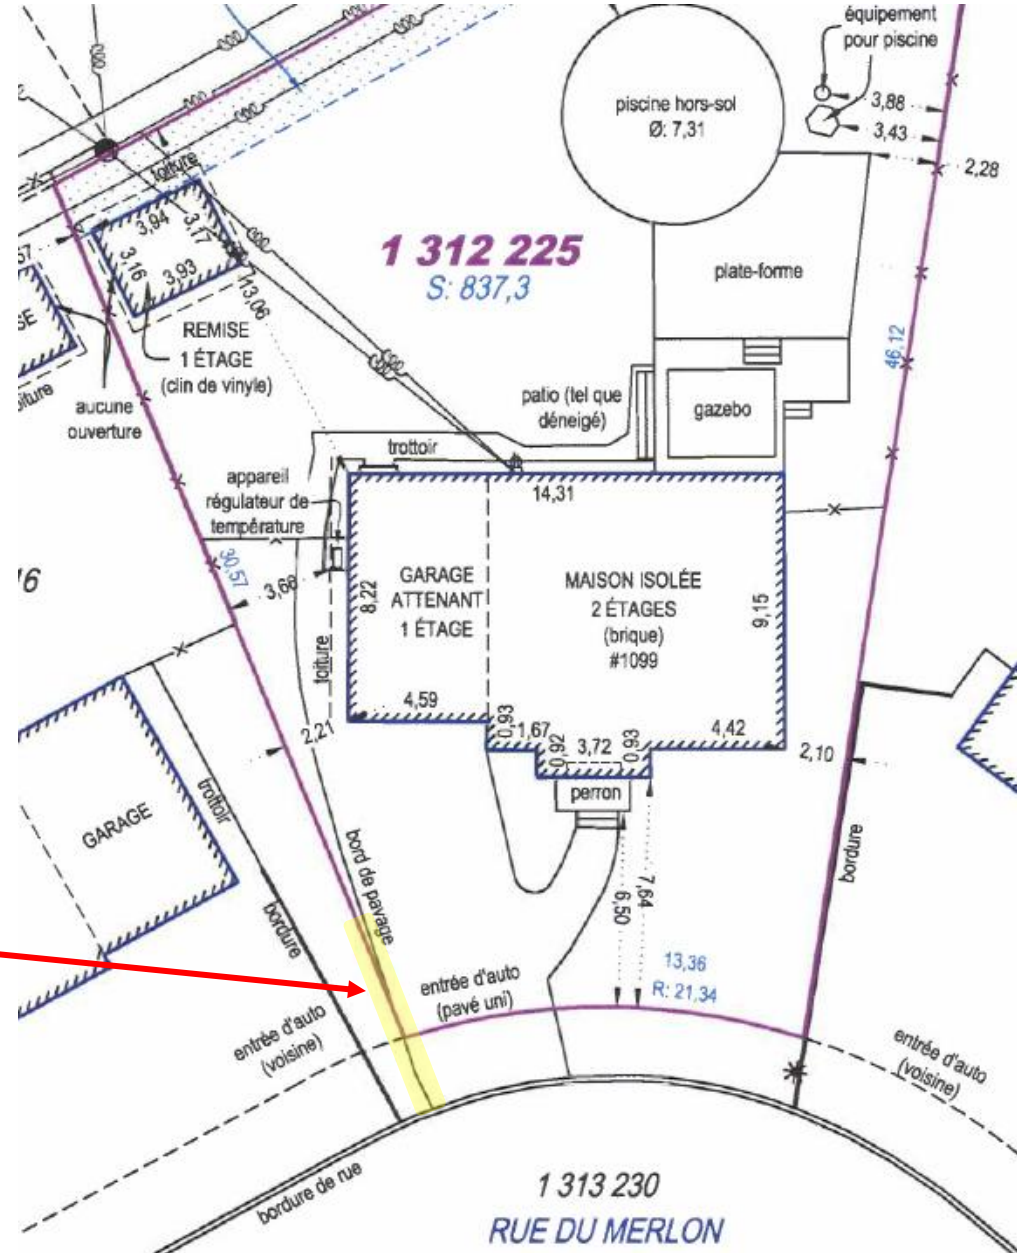 équipement
pour piscine
piscine hors-sol
Ø: 7,31
3,88
3,43
2,28
toiture
3,94
3,17
3,16
3,93
13,06
1 312 225
S: 837,3
plate-forme
REMISE
1 ÉTAGE
(clin de vinyle)
46,12
aucune
ouverture
patio (tel que
déneigé)
gazebo
trottoir
appareil
régulateur de
température
14,31
30,57
3,68
8,22
GARAGE
ATTENANT
1 ÉTAGE
MAISON ISOLÉE
2 ÉTAGES
(brique)
#1099
9,15
toiture
4,59
2,21
0,93
1,67
0,92
3,72
0,93
4,42
2,10
perron
trottoir
GARAGE
bord de pavage
bordure
7,64
6,50
bordure
13,36
R: 21,34
entrée d'auto
(pavé uni)
entrée d'auto
(voisine)
entrée d'auto
(voisine)
bordure de rue
1 313 230
RUE DU MERLON